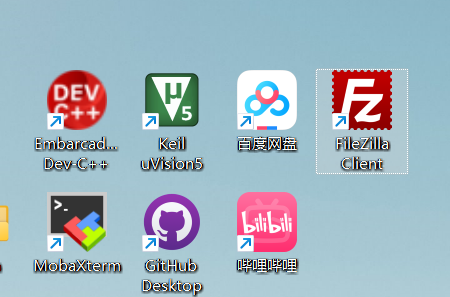 DEV
C++
μ
5
Fz
Embarcad...
Dev-C++
Keil
uVision5
百度网盘
FileZilla
Client
>_
bilibili
MobaXterm
GitHub
Desktop
哔哩哔哩